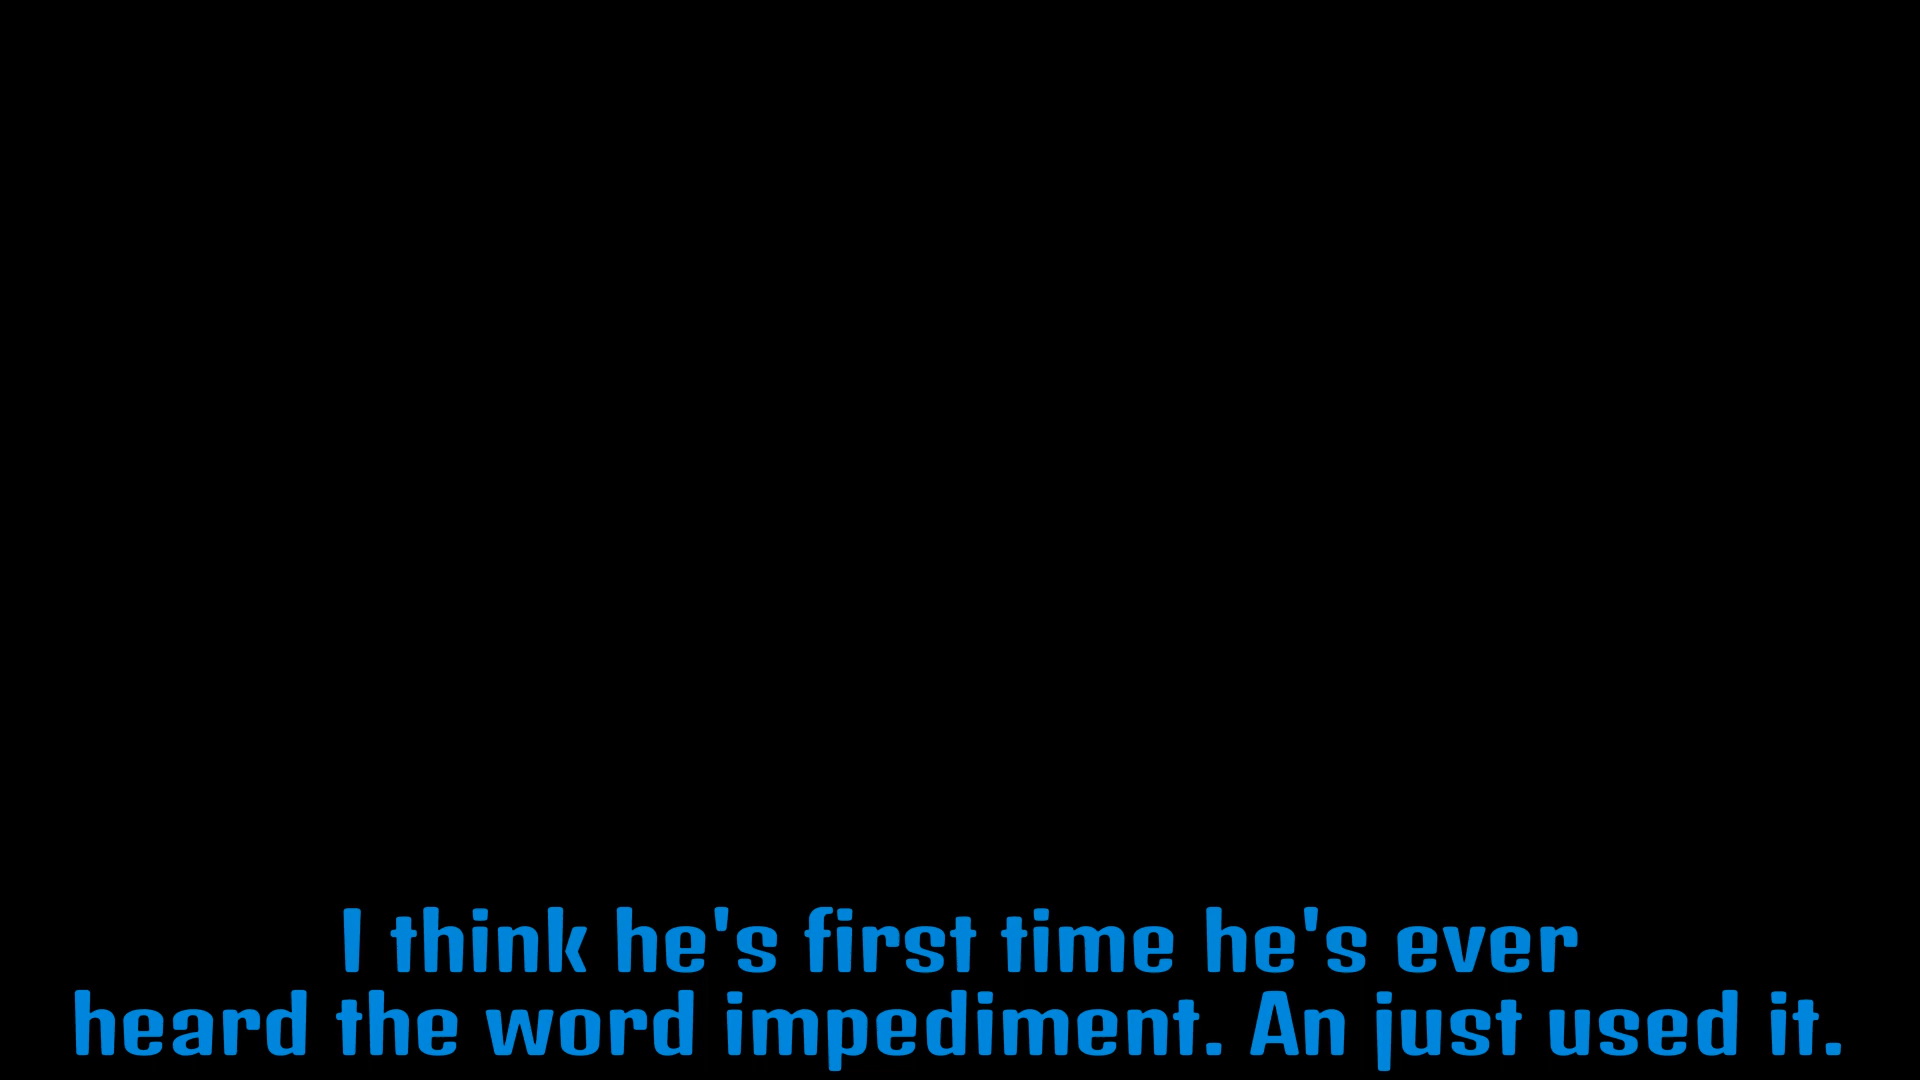 I think he's first time he's ever
heard the word impediment. An just used it.